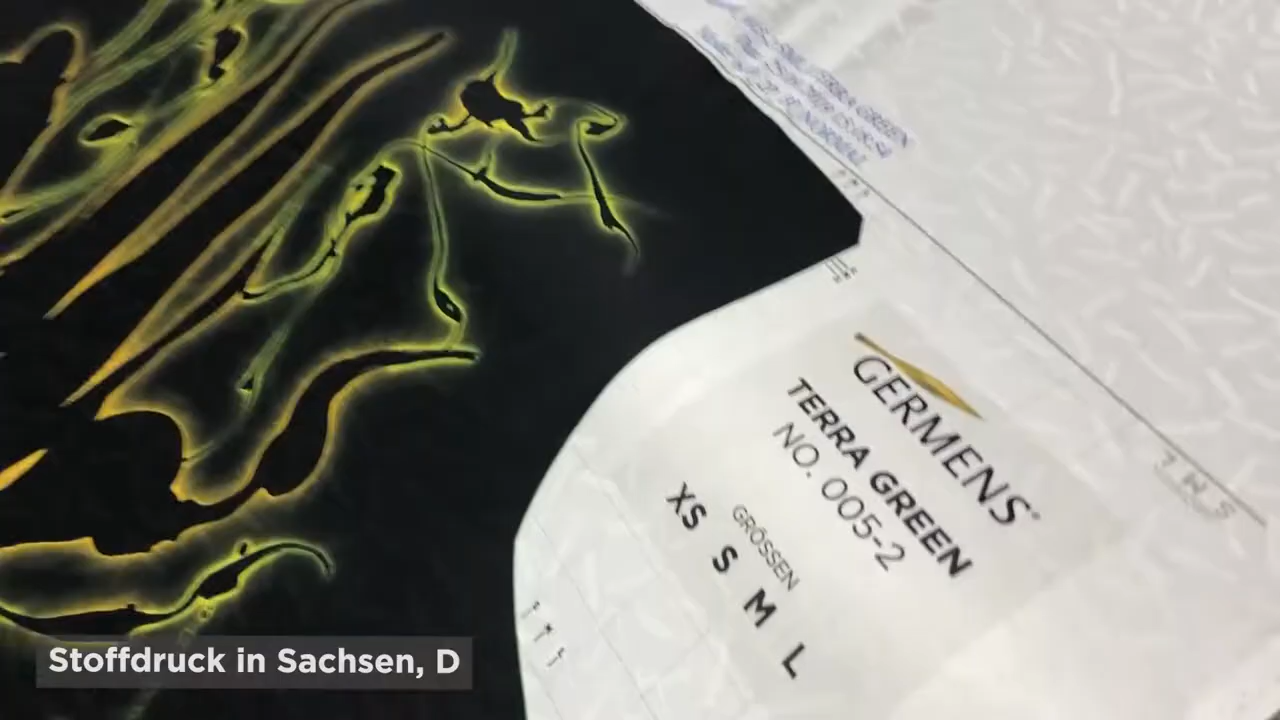 GERMENS®
TERRA GREEN
NO. 005-2
GRÖSSEN
XS S M L
Stoffdruck in Sachsen, D